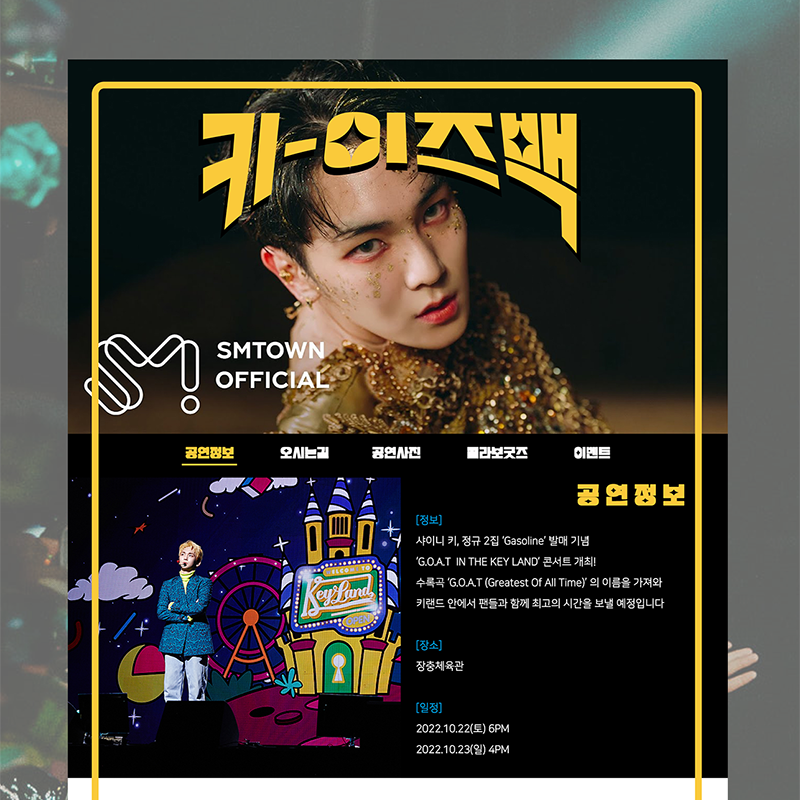 키-이즈백
SMTOWN
OFFICIAL
공연정보 오시는길 공연사진 콜라보굿즈 이벤트
공연정보
[정보]
샤이니 키, 정규 2집 ‘Gasoline’ 발매 기념
‘G.O.A.T IN THE KEY LAND’ 콘서트 개최!
수록곡 ‘G.O.A.T (Greatest Of All Time)’ 의 이름을 가져와
키랜드 안에서 팬들과 함께 최고의 시간을 보낼 예정입니다
[장소]
장충체육관
[일정]
2022.10.22(토) 6PM
2022.10.23(일) 4PM
WELCOME TO
KeyLand
OPEN